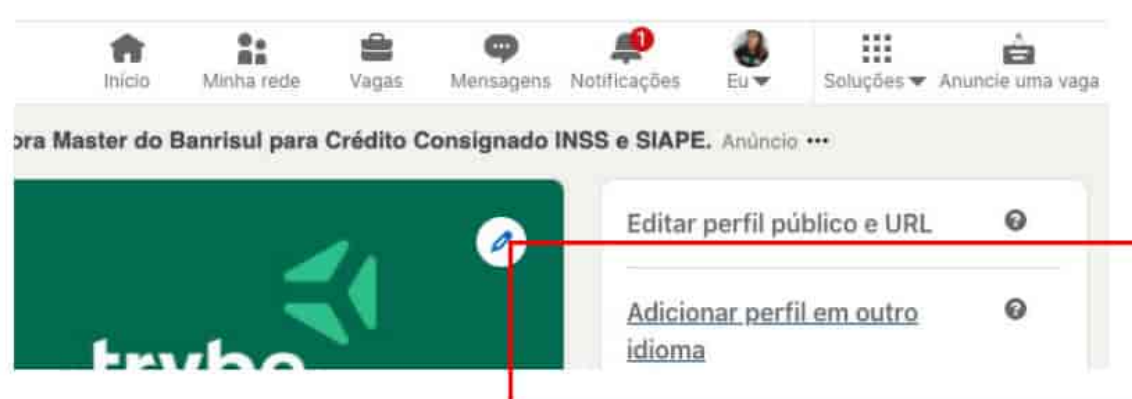 1
Início Minha rede Vagas Mensagens Notificações Eu Soluções Anuncie uma vaga
ora Master do Banrisul para Crédito Consignado INSS e SIAPE. Anúncio •••
Editar perfil público e URL ?
trybe
Adicionar perfil em outro ?
idioma